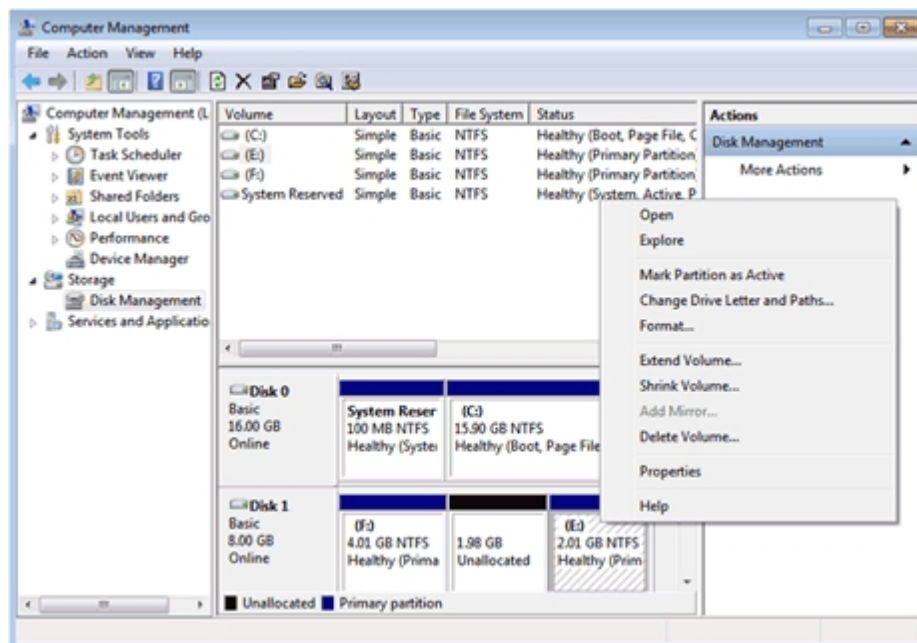 Computer Management
File Action View Help
Computer Management (L
System Tools
Task Scheduler
Event Viewer
Shared Folders
Local Users and Gro
Performance
Device Manager
Storage
Disk Management
Services and Applicatio
Volume Layout Type File System Status
(C:) Simple Basic NTFS Healthy (Boot, Page File, C
(E:) Simple Basic NTFS Healthy (Primary Partition
(F:) Simple Basic NTFS Healthy (Primary Partition
System Reserved Simple Basic NTFS Healthy (System, Active, P
Actions
Disk Management
More Actions
Open
Explore
Mark Partition as Active
Change Drive Letter and Paths...
Format...
Extend Volume...
Shrink Volume...
Add Mirror...
Delete Volume...
Properties
Help
Disk 0
Basic
16.00 GB
Online
System Reser
100 MB NTFS
Healthy (Syste
(C:)
15.90 GB NTFS
Healthy (Boot, Page File
Disk 1
Basic
8.00 GB
Online
(F:)
4.01 GB NTFS
Healthy (Prima
1.98 GB
Unallocated
(E:)
2.01 GB NTFS
Healthy (Prim
Unallocated Primary partition